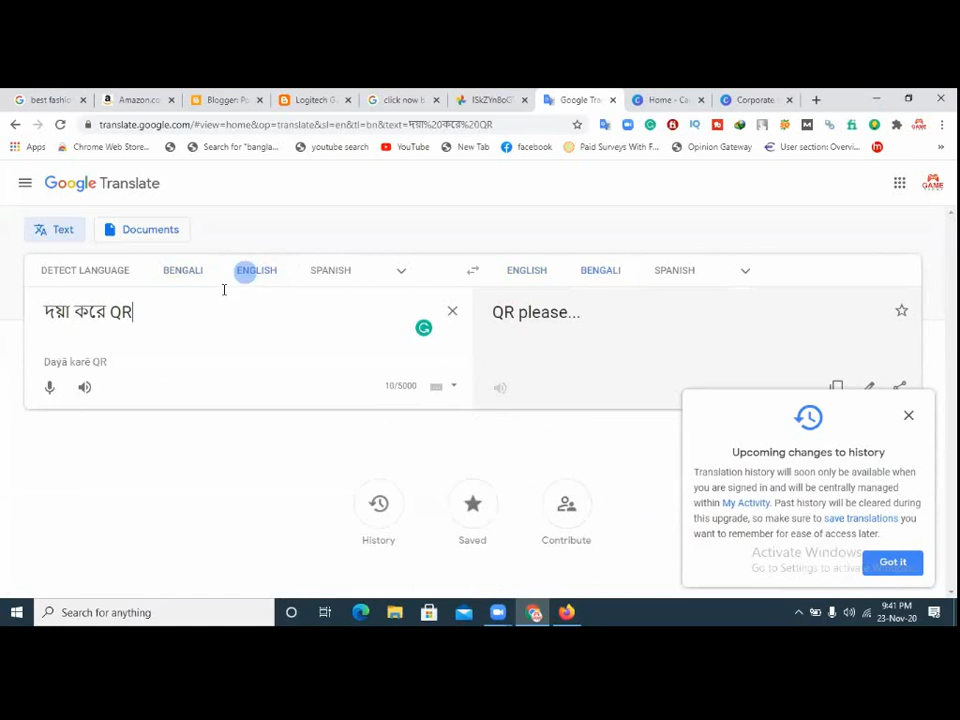 best fashio
Amazon.co
Blogger: Po
Logitech G
click now b
ISkZYn8oG
Google Tra
Home - Ca
Corporate
translate.google.com/#view=home&op=translate&sl=en&tl=bn&text=দয়া%20করে%20QR
Apps
Chrome Web Store...
Search for "bangla...
youtube search
YouTube
New Tab
facebook
Paid Surveys With F...
Opinion Gateway
User section: Overvi...
Google Translate
GAME
Text
Documents
DETECT LANGUAGE
BENGALI
ENGLISH
SPANISH
ENGLISH
BENGALI
SPANISH
দয়া করে QR
QR please...
Daẏā karē QR
10/5000
Upcoming changes to history
Translation history will soon only be available when
you are signed in and will be centrally managed
within My Activity. Past history will be cleared during
this upgrade, so make sure to save translations you
want to remember for ease of access later.
Got it
History
Saved
Contribute
Activate Windows
Go to Settings to activate
Search for anything
9:41 PM
23-Nov-20